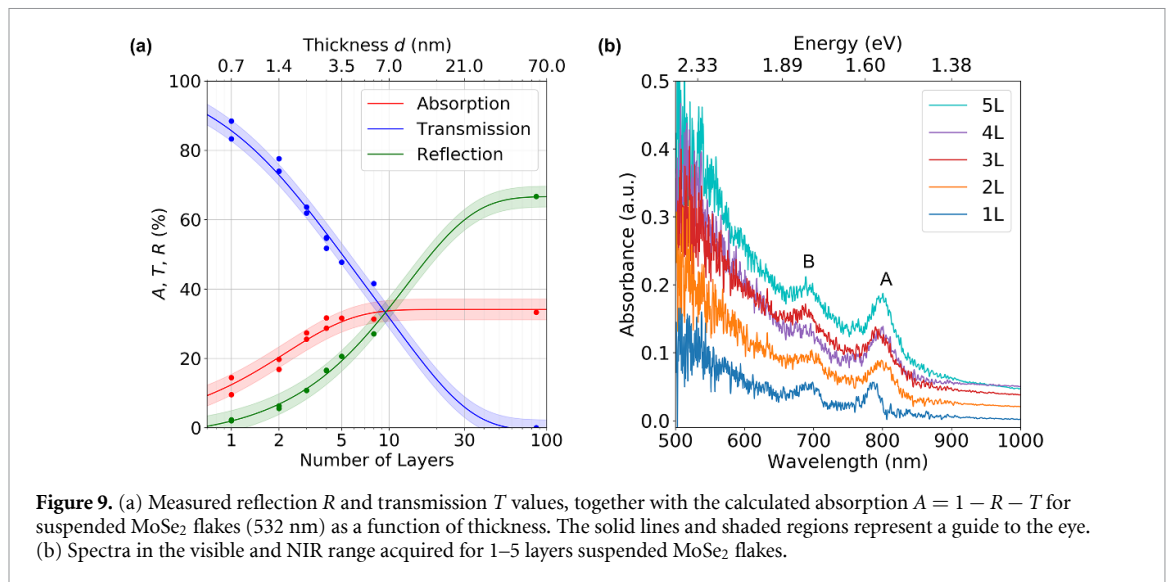 (a)
Thickness d (nm)
0.7 1.4 3.5 7.0 21.0 70.0
100
80
60
40
20
0
A, T, R (%)
Absorption
Transmission
Reflection
1 2 5 10 30 100
Number of Layers
(b)
Energy (eV)
2.33 1.89 1.60 1.38
0.5
0.4
0.3
0.2
0.1
0.0
Absorbance (a.u.)
5L
4L
3L
2L
1L
B
A
500 600 700 800 900 1000
Wavelength (nm)
Figure 9. (a) Measured reflection R and transmission T values, together with the calculated absorption A = 1 − R − T for
suspended MoSe₂ flakes (532 nm) as a function of thickness. The solid lines and shaded regions represent a guide to the eye.
(b) Spectra in the visible and NIR range acquired for 1–5 layers suspended MoSe₂ flakes.